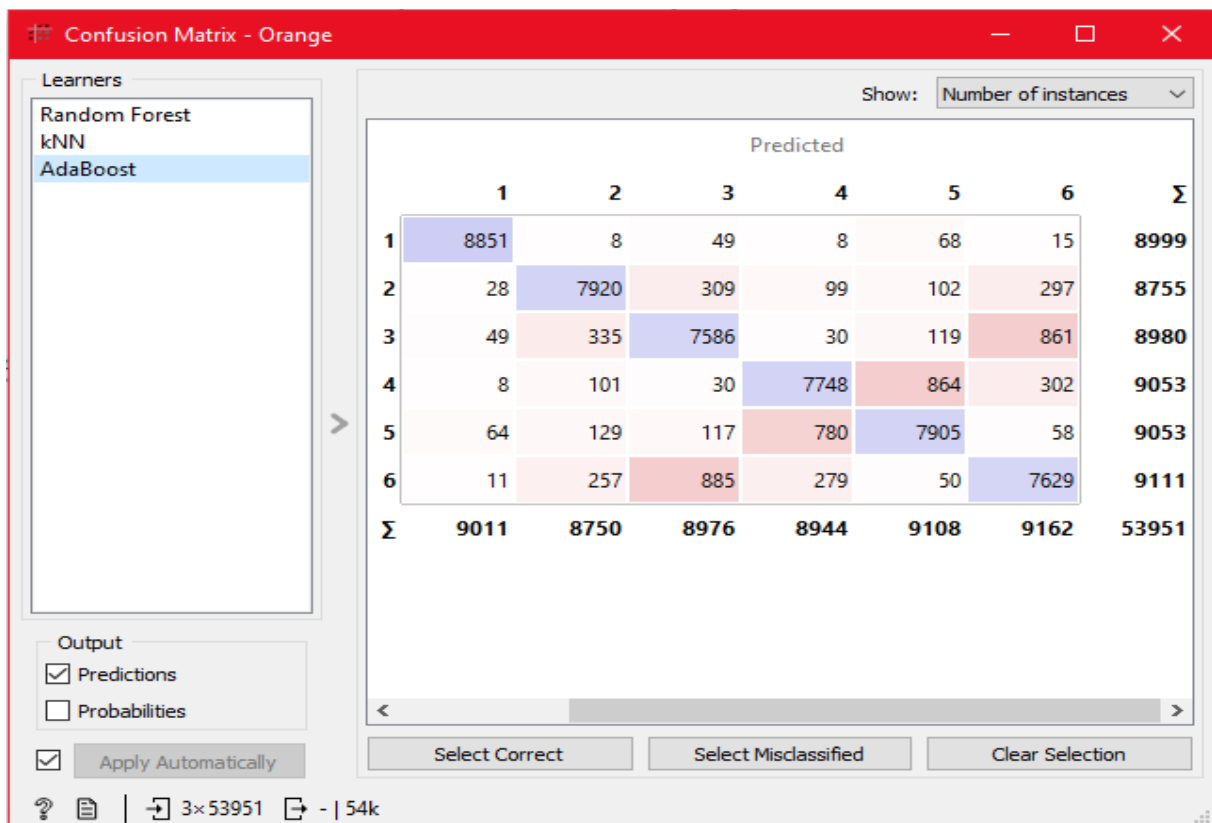 Confusion Matrix - Orange
Learners
Random Forest
kNN
AdaBoost
Show: Number of instances
Predicted
1 2 3 4 5 6 Σ
1 8851 8 49 8 68 15 8999
2 28 7920 309 99 102 297 8755
3 49 335 7586 30 119 861 8980
4 8 101 30 7748 864 302 9053
5 64 129 117 780 7905 58 9053
6 11 257 885 279 50 7629 9111
Σ 9011 8750 8976 8944 9108 9162 53951
Output
Predictions
Probabilities
Apply Automatically
Select Correct Select Misclassified Clear Selection
? 3×53951 - | 54k